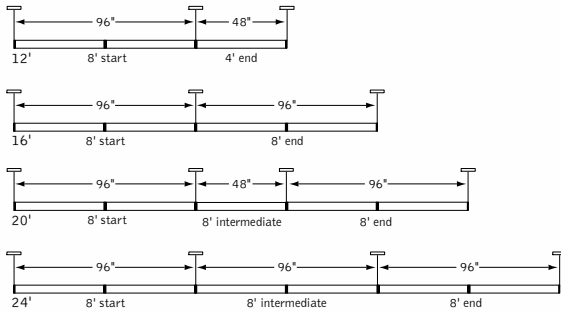 96" 48"
12' 8' start 4' end
96" 96"
16' 8' start 8' end
96" 48" 96"
20' 8' start 8' intermediate 8' end
96" 96" 96"
24' 8' start 8' intermediate 8' end